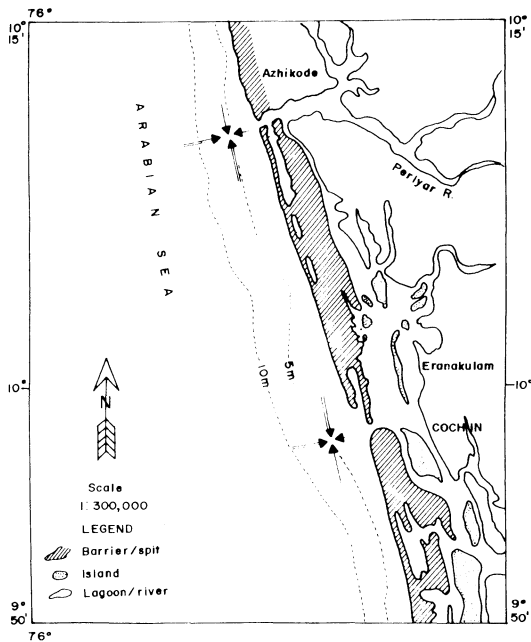 76°
10°
15'
10°
15'
Azhikode
ARABIAN SEA
Periyar R.
5m
10m
10°
10°
Eranakulam
COCHIN
N
Scale
1:300,000
LEGEND
Barrier/spit
Island
Lagoon/river
9°
50'
9°
50'
76°